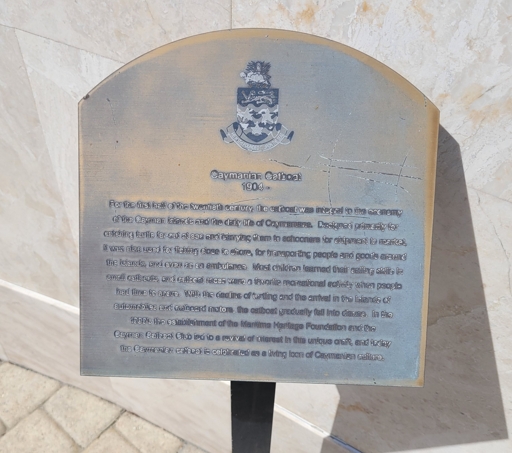 Caymanian Catboat
1904 -
For the first half of the twentieth century the catboat was integral to the economy
of the Cayman Islands and the daily life of Caymanians. Designed primarily for
catching turtle for out of sea and them to schooners for shipment to market,
it was also used for fishing close to shore, for transporting people and goods around
the islands, and even as an ambulance. Most children learned their sailing skills in
small catboats, and catboat races were a favorite recreational activity when people
had time to share. With the decline of turtling and the arrival in the Islands of
automobiles and outboard motors, the catboat gradually fell into disuse. In the
the establishment of the Maritime Heritage Foundation and the
Cayman Catboat Club led to a revival of interest in this unique craft, and today
the Caymanian catboat is celebrated as a living icon of Caymanian culture.